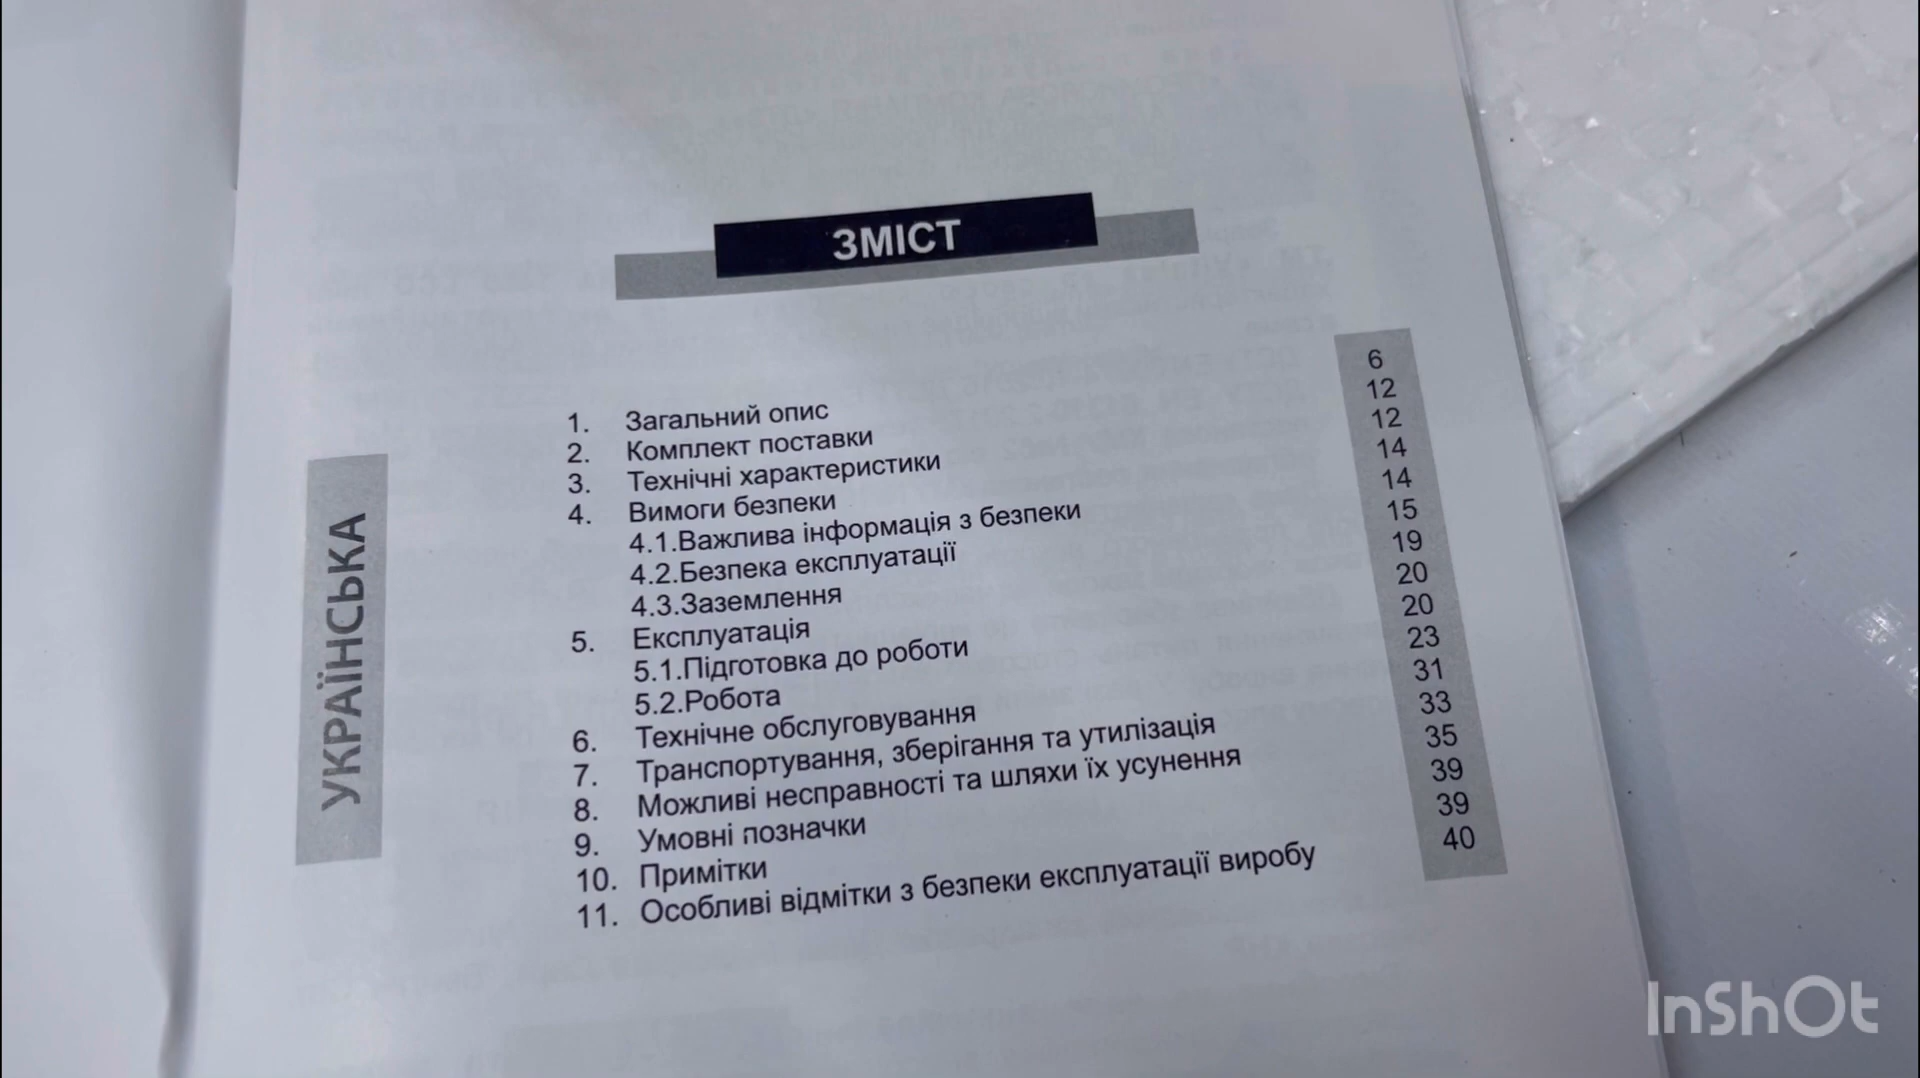 ЗМІСТ
УКРАЇНСЬКА
1. Загальний опис 6
2. Комплект поставки 12
3. Технічні характеристики 12
4. Вимоги безпеки 14
4.1.Важлива інформація з безпеки 14
4.2.Безпека експлуатації 15
4.3.Заземлення 19
5. Експлуатація 20
5.1.Підготовка до роботи 20
5.2.Робота 23
6. Технічне обслуговування 31
7. Транспортування, зберігання та утилізація 33
8. Можливі несправності та шляхи їх усунення 35
9. Умовні позначки 39
10. Примітки 39
11. Особливі відмітки з безпеки експлуатації виробу 40
InShOt